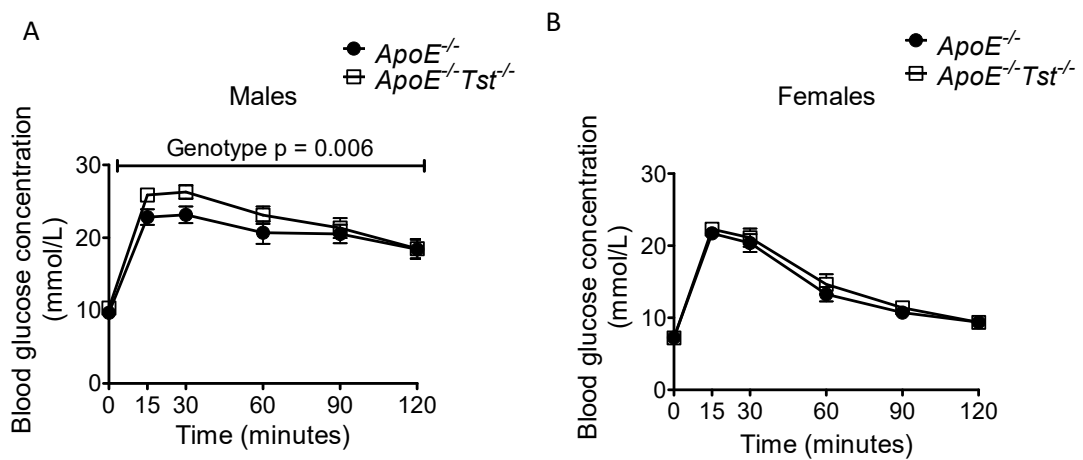 A
ApoE-/-
ApoE-/-Tst-/-
Males
Genotype p = 0.006
Blood glucose concentration
(mmol/L)
30
20
10
0
0 15 30 60 90 120
Time (minutes)
B
ApoE-/-
ApoE-/-Tst-/-
Females
Blood glucose concentration
(mmol/L)
30
20
10
0
0 15 30 60 90 120
Time (minutes)